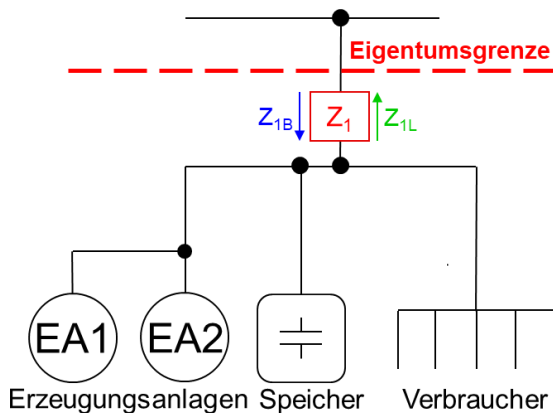 Eigentumsgrenze
Z1B Z1 Z1L
EA1 EA2
Erzeugungsanlagen Speicher Verbraucher